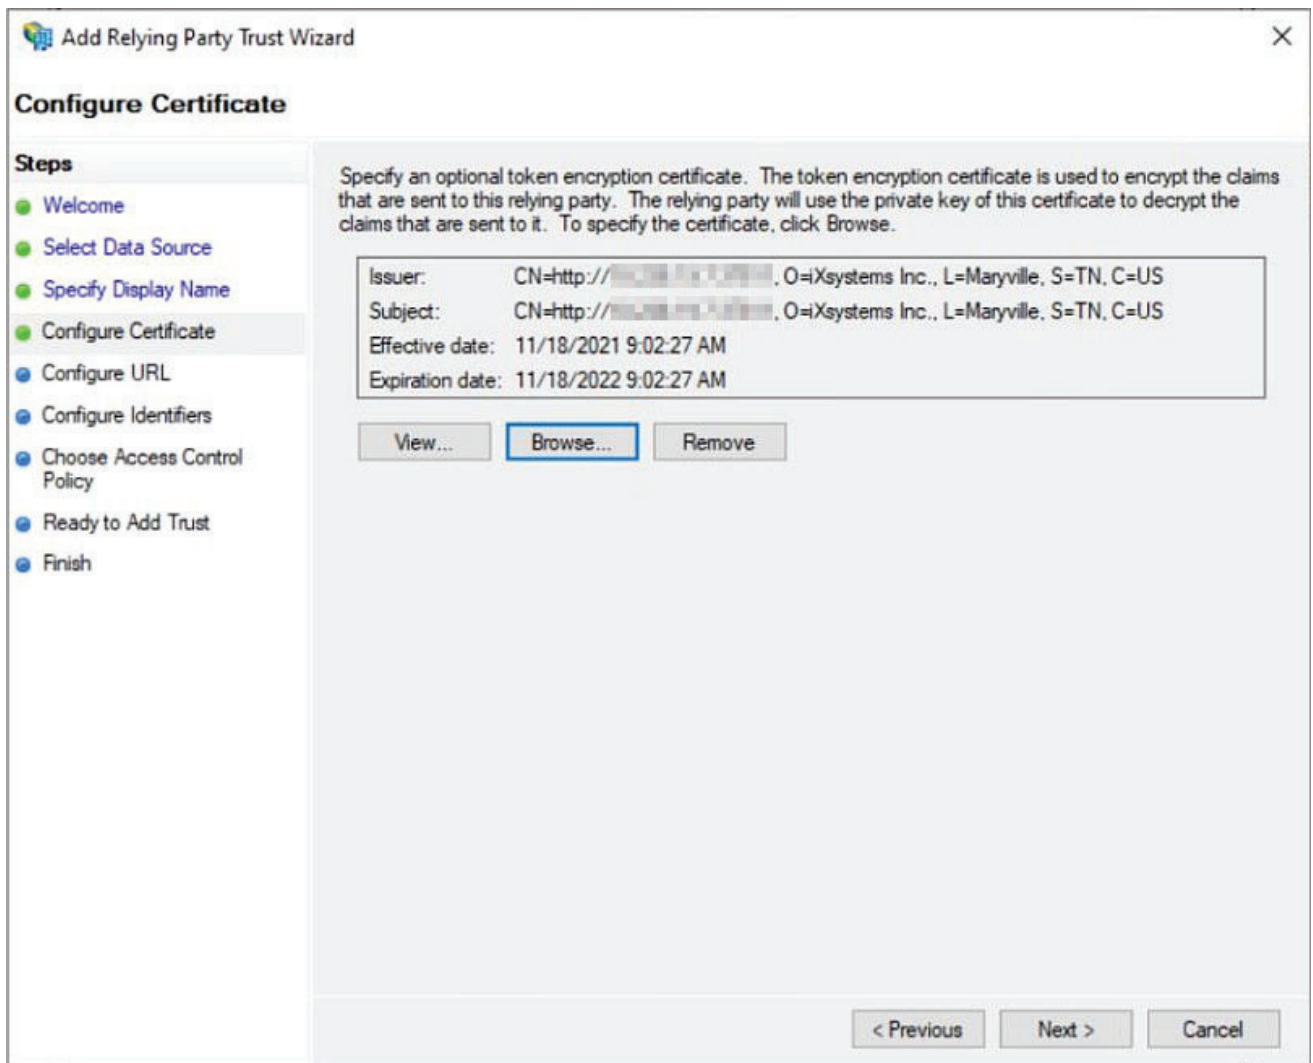 Add Relying Party Trust Wizard
Configure Certificate
Steps
Welcome
Select Data Source
Specify Display Name
Configure Certificate
Configure URL
Configure Identifiers
Choose Access Control
Policy
Ready to Add Trust
Finish
Specify an optional token encryption certificate. The token encryption certificate is used to encrypt the claims
that are sent to this relying party. The relying party will use the private key of this certificate to decrypt the
claims that are sent to it. To specify the certificate, click Browse.
Issuer: CN=http:// , O=iXsystems Inc., L=Maryville, S=TN, C=US
Subject: CN=http:// , O=iXsystems Inc., L=Maryville, S=TN, C=US
Effective date: 11/18/2021 9:02:27 AM
Expiration date: 11/18/2022 9:02:27 AM
View... Browse... Remove
< Previous Next > Cancel